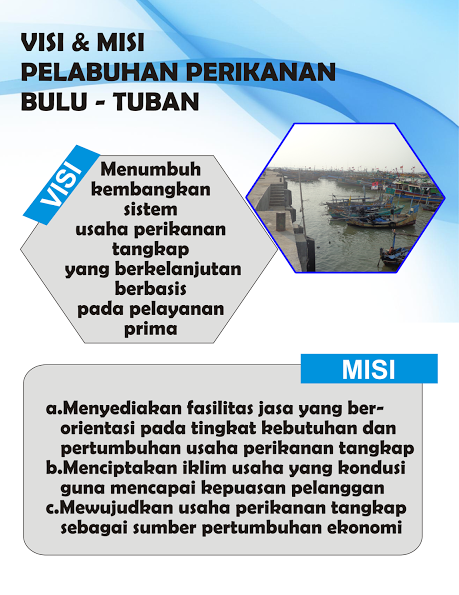 VISI & MISI
PELABUHAN PERIKANAN
BULU - TUBAN
VISI
Menumbuh
kembangkan
sistem
usaha perikanan
tangkap
yang berkelanjutan
berbasis
pada pelayanan
prima
MISI
a.Menyediakan fasilitas jasa yang ber-
orientasi pada tingkat kebutuhan dan
pertumbuhan usaha perikanan tangkap
b.Menciptakan iklim usaha yang kondusi
guna mencapai kepuasan pelanggan
c.Mewujudkan usaha perikanan tangkap
sebagai sumber pertumbuhan ekonomi